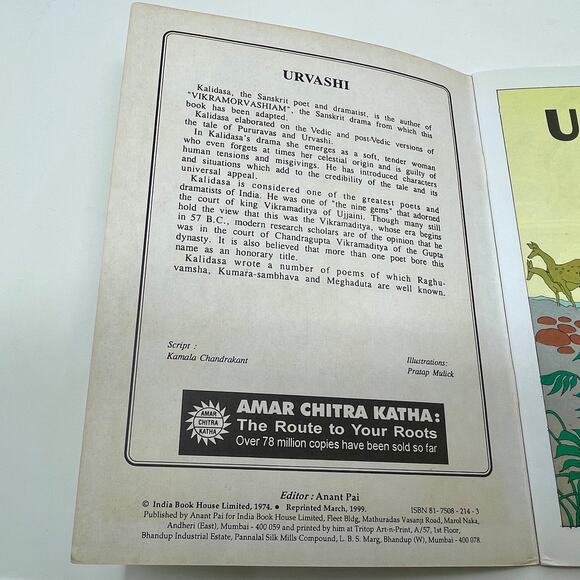 URVASHI
Kalidasa, the Sanskrit poet and dramatist, is the author of
"VIKRAMORVASHIAM", the Sanskrit drama from which this
book has been adapted.
Kalidasa elaborated on the Vedic and post-Vedic versions of
the tale of Pururavas and Urvashi.
In Kalidasa's drama she emerges as a soft, tender woman
who even forgets at times her celestial origin and is guilty of
human tensions and misgivings. He has introduced characters
and situations which add to the credibility of the tale and its
universal appeal.
Kalidasa is considered one of the greatest poets and
dramatists of India. He was one of "the nine gems" that adorned
the court of king Vikramaditya of Ujjaini. Though many still
hold the view that this was the Vikramaditya, whose era begins
in 57 B.C., modern research scholars are of the opinion that he
was in the court of Chandragupta Vikramaditya of the Gupta
dynasty. It is also believed that more than one poet bore this
name as an honorary title.
Kalidasa wrote a number of poems of which Raghu-
vamsha, Kumara-sambhava and Meghaduta are well known.
Script :
Kamala Chandrakant
Illustrations:
Pratap Mulick
AMAR
CHITRA
KATHA
AMAR CHITRA KATHA:
The Route to Your Roots
Over 78 million copies have been sold so far
Editor : Anant Pai
© India Book House Limited, 1974. ● Reprinted March, 1999. ISBN 81-7508-214-3
Published by Anant Pai for India Book House Limited, Fleet Bldg, Mathuradas Vasanji Road, Marol Naka,
Andheri (East), Mumbai - 400 059 and printed by him at Tritop Art-n-Print, A/57, 1st Floor,
Bhandup Industrial Estate, Pannalal Silk Mills Compound, L. B. S. Marg, Bhandup (W), Mumbai - 400 078.
U